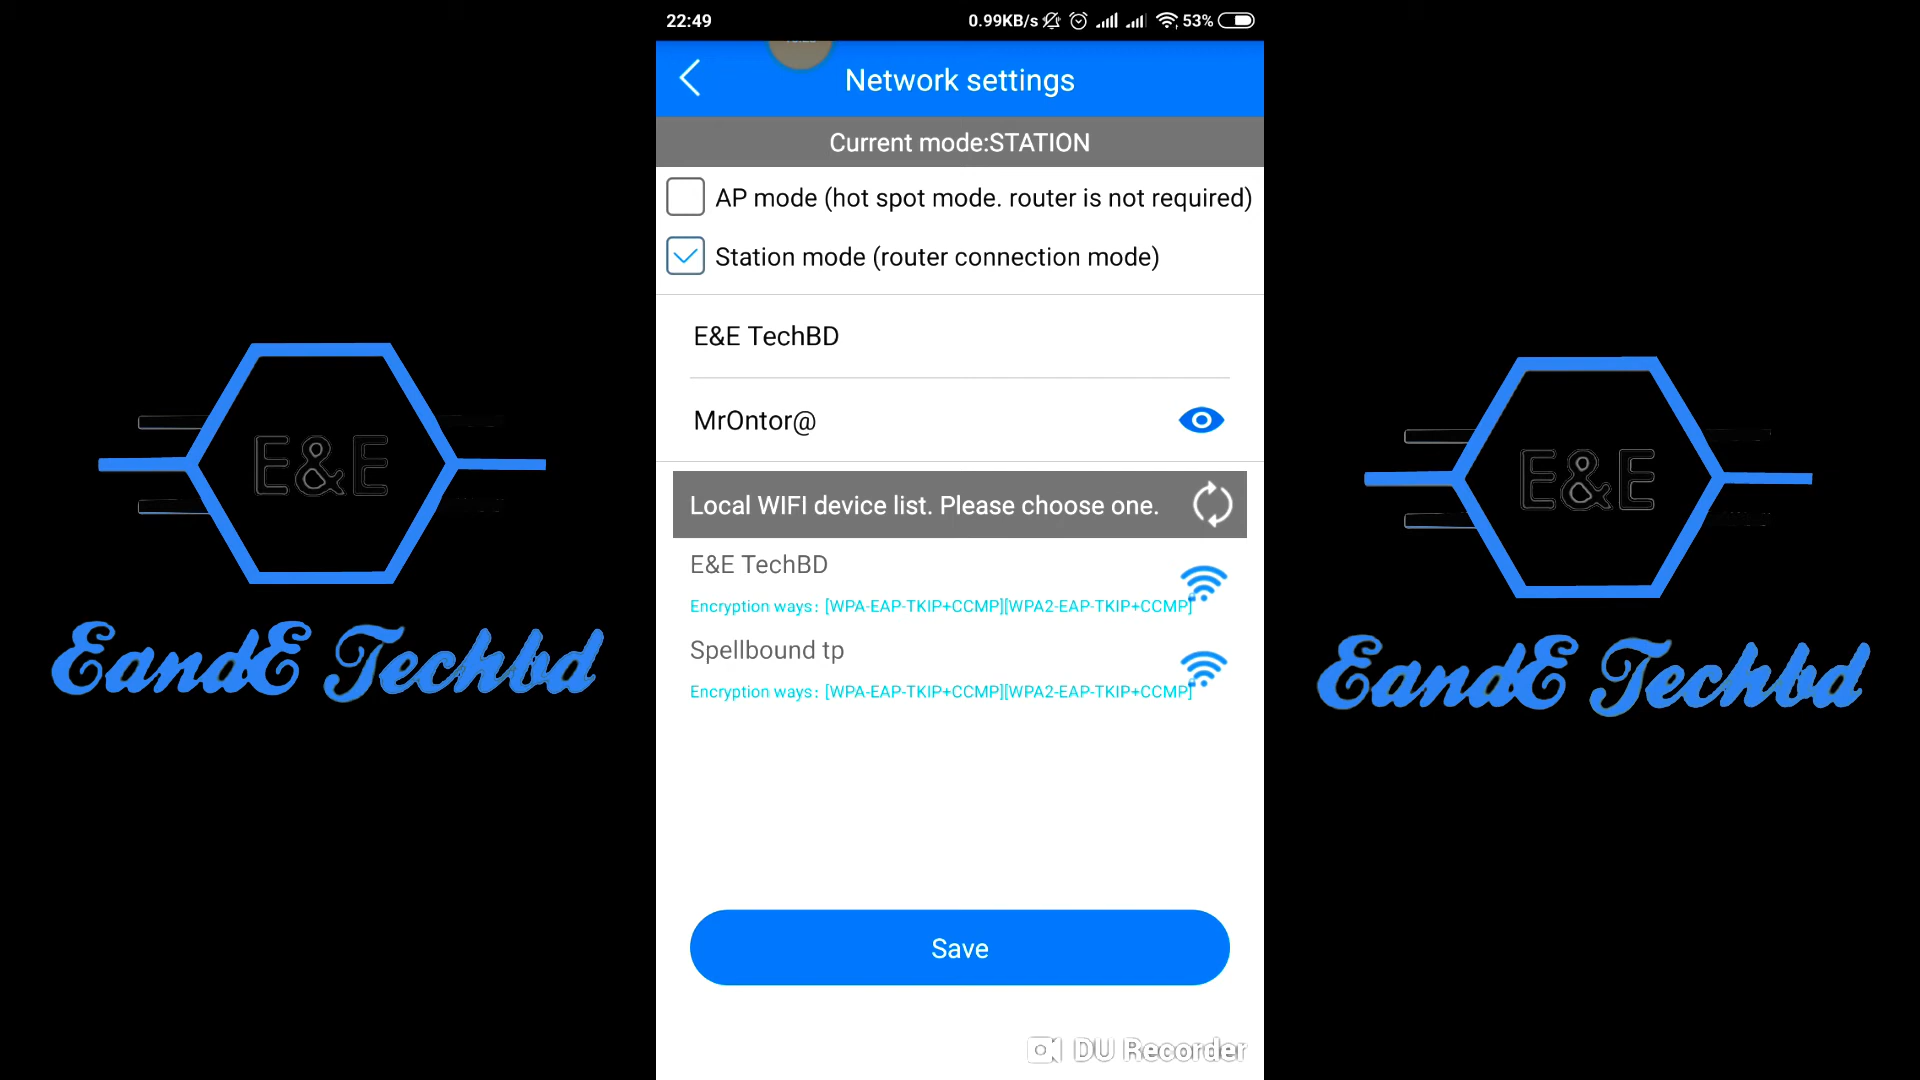 22:49
0.99KB/s
53%
Network settings
Current mode:STATION
AP mode (hot spot mode. router is not required)
Station mode (router connection mode)
E&E TechBD
MrOntor@
Local WIFI device list. Please choose one.
E&E TechBD
Encryption ways: [WPA-EAP-TKIP+CCMP][WPA2-EAP-TKIP+CCMP]
Spellbound tp
Encryption ways: [WPA-EAP-TKIP+CCMP][WPA2-EAP-TKIP+CCMP]
Save
DU Recorder
E&E
EandE Techbd
E&E
EandE Techbd